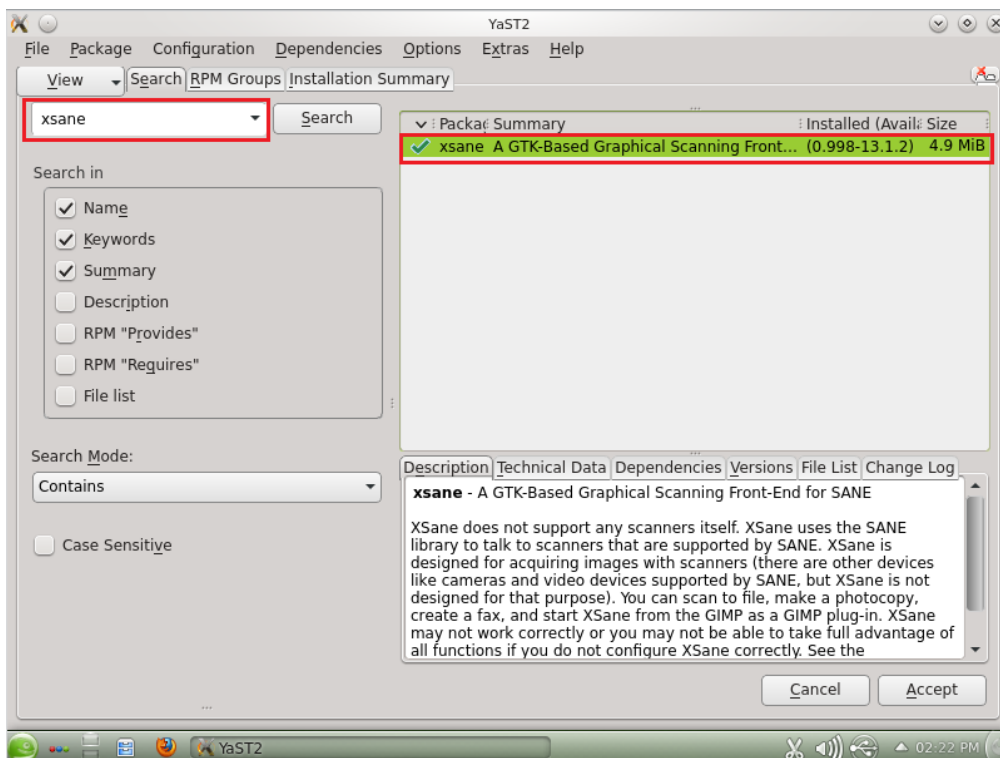 YaST2
File Package Configuration Dependencies Options Extras Help
View Search RPM Groups Installation Summary
xsane Search
Search in
Name
Keywords
Summary
Description
RPM "Provides"
RPM "Requires"
File list
Search Mode:
Contains
Case Sensitive
Packag Summary Installed (Availa Size
xsane A GTK-Based Graphical Scanning Front... (0.998-13.1.2) 4.9 MiB
Description Technical Data Dependencies Versions File List Change Log
xsane - A GTK-Based Graphical Scanning Front-End for SANE
XSane does not support any scanners itself. XSane uses the SANE
library to talk to scanners that are supported by SANE. XSane is
designed for acquiring images with scanners (there are other devices
like cameras and video devices supported by SANE, but XSane is not
designed for that purpose). You can scan to file, make a photocopy,
create a fax, and start XSane from the GIMP as a GIMP plug-in. XSane
may not work correctly or you may not be able to take full advantage of
all functions if you do not configure XSane correctly. See the
Cancel Accept
YaST2 02:22 PM